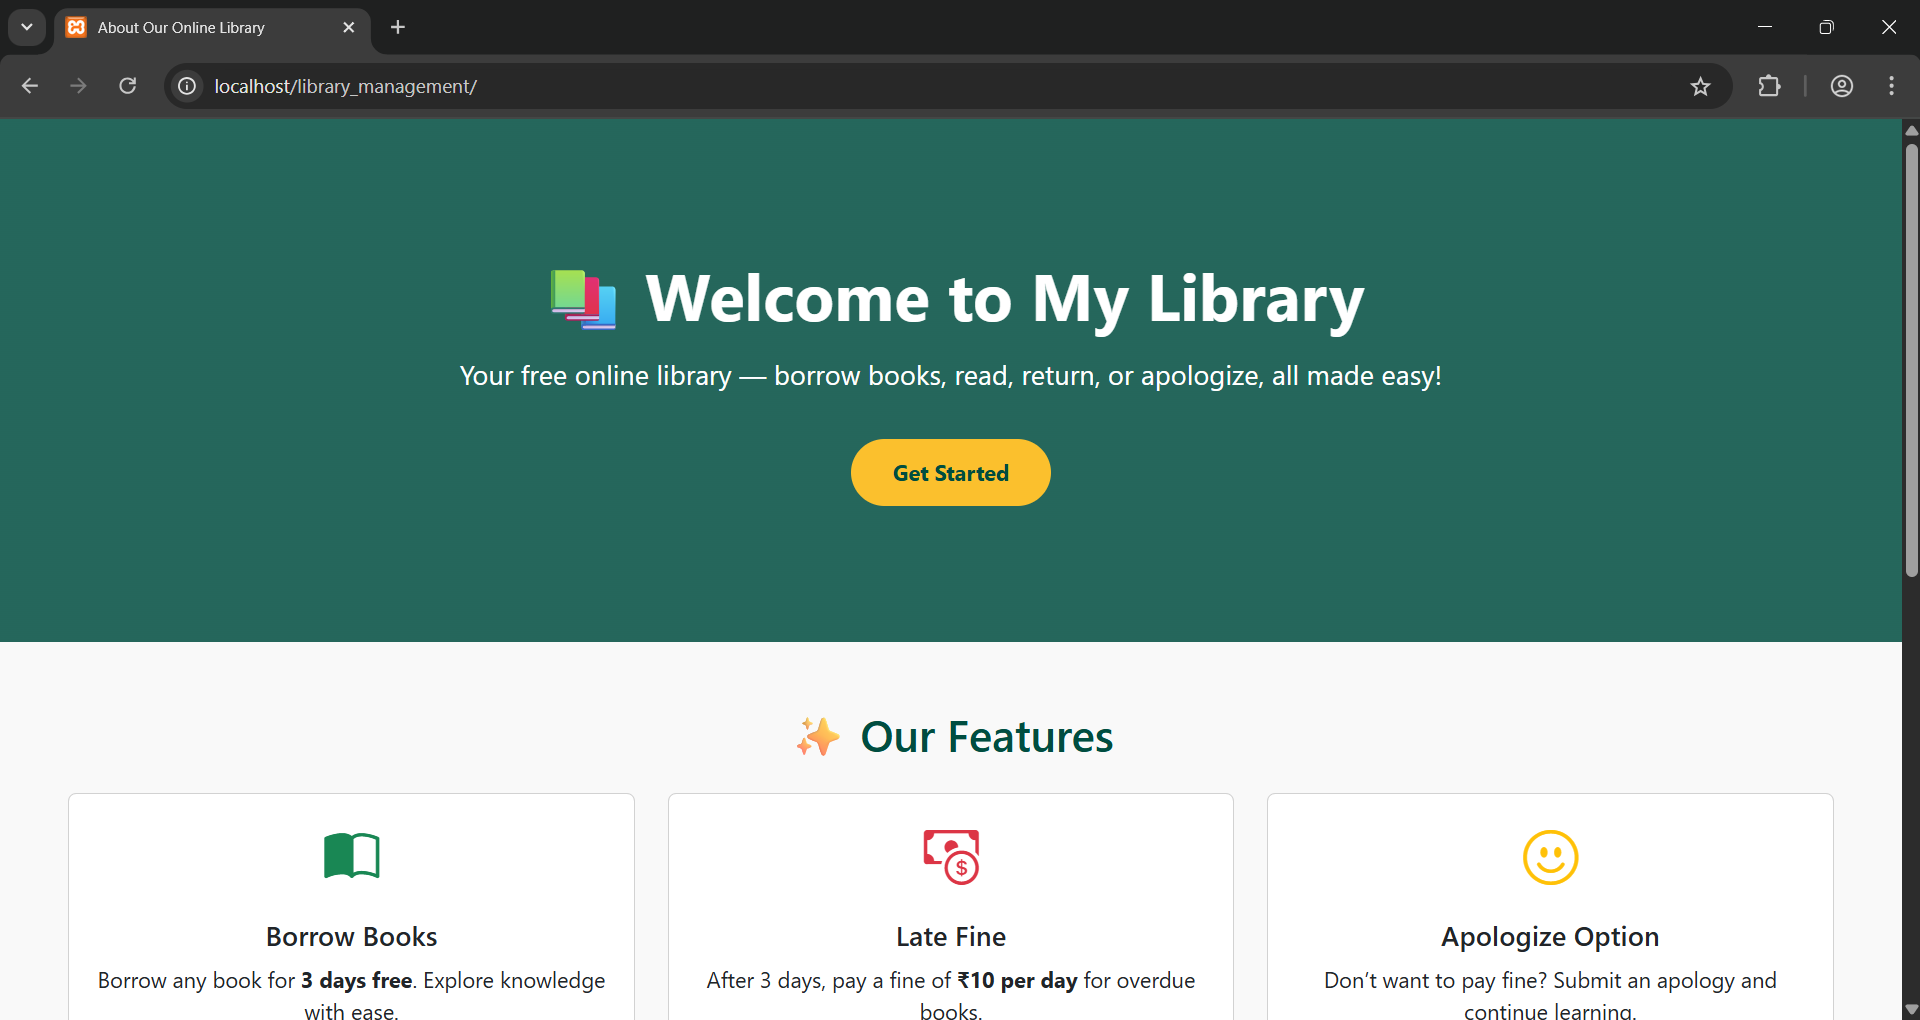 About Our Online Library
localhost/library_management/
Welcome to My Library
Your free online library — borrow books, read, return, or apologize, all made easy!
Get Started
Our Features
Borrow Books
Borrow any book for 3 days free. Explore knowledge
with ease.
Late Fine
After 3 days, pay a fine of ₹10 per day for overdue
books.
Apologize Option
Don’t want to pay fine? Submit an apology and
continue learning.